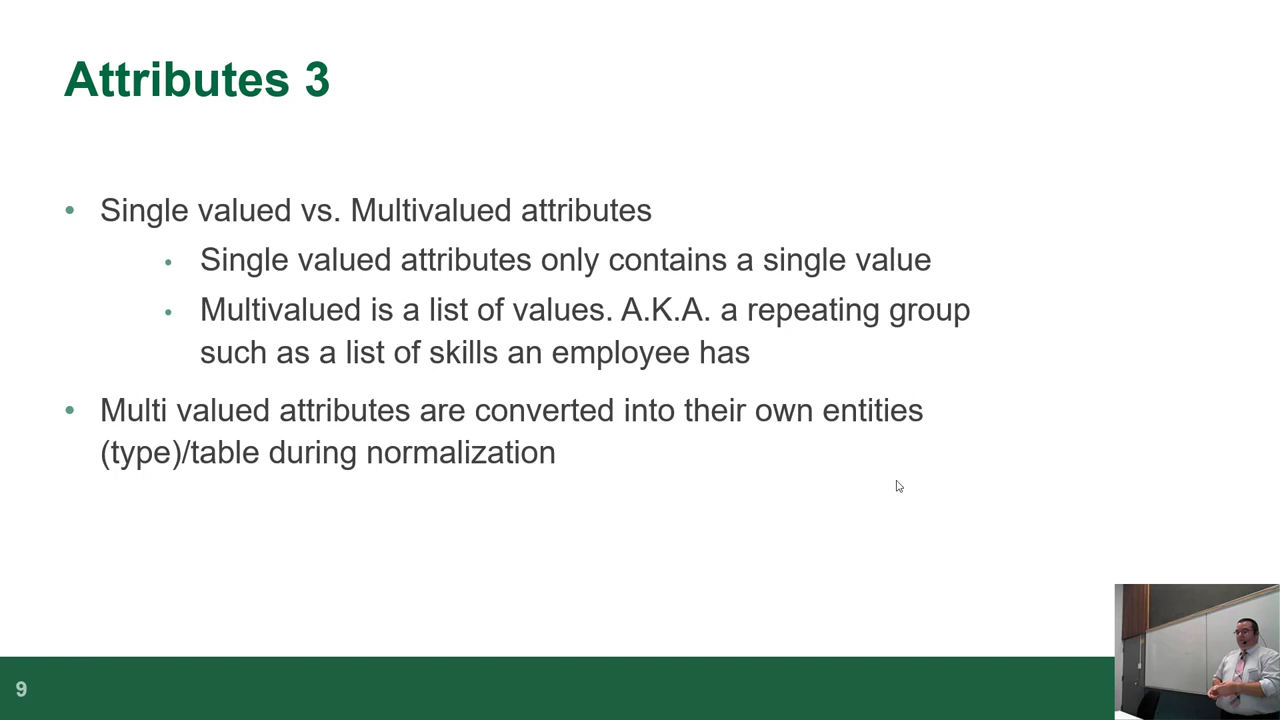 Attributes 3
• Single valued vs. Multivalued attributes
• Single valued attributes only contains a single value
• Multivalued is a list of values. A.K.A. a repeating group
such as a list of skills an employee has
• Multi valued attributes are converted into their own entities
(type)/table during normalization
9